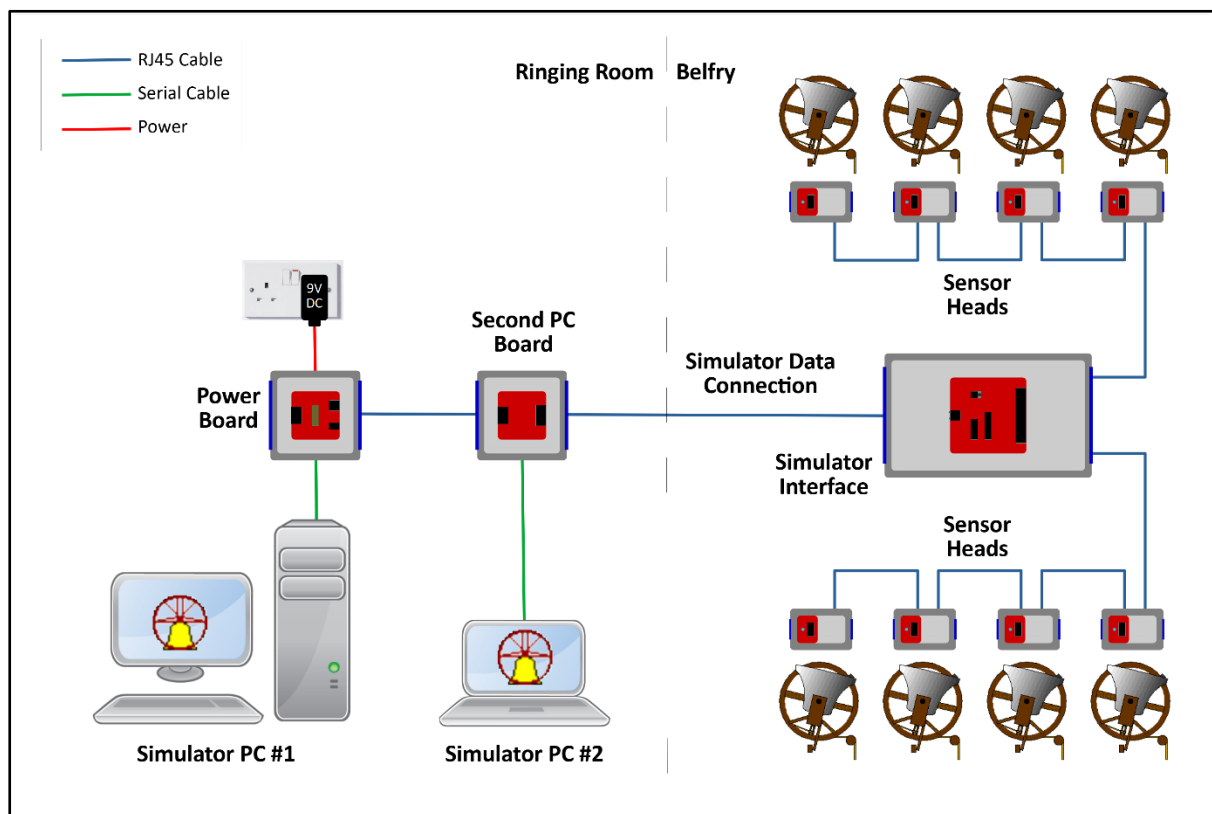 RJ45 Cable
Serial Cable
Power
Ringing Room
Belfry
Sensor
Heads
9V
DC
Second PC
Board
Simulator Data
Connection
Power
Board
Simulator
Interface
Sensor
Heads
Simulator PC #1
Simulator PC #2